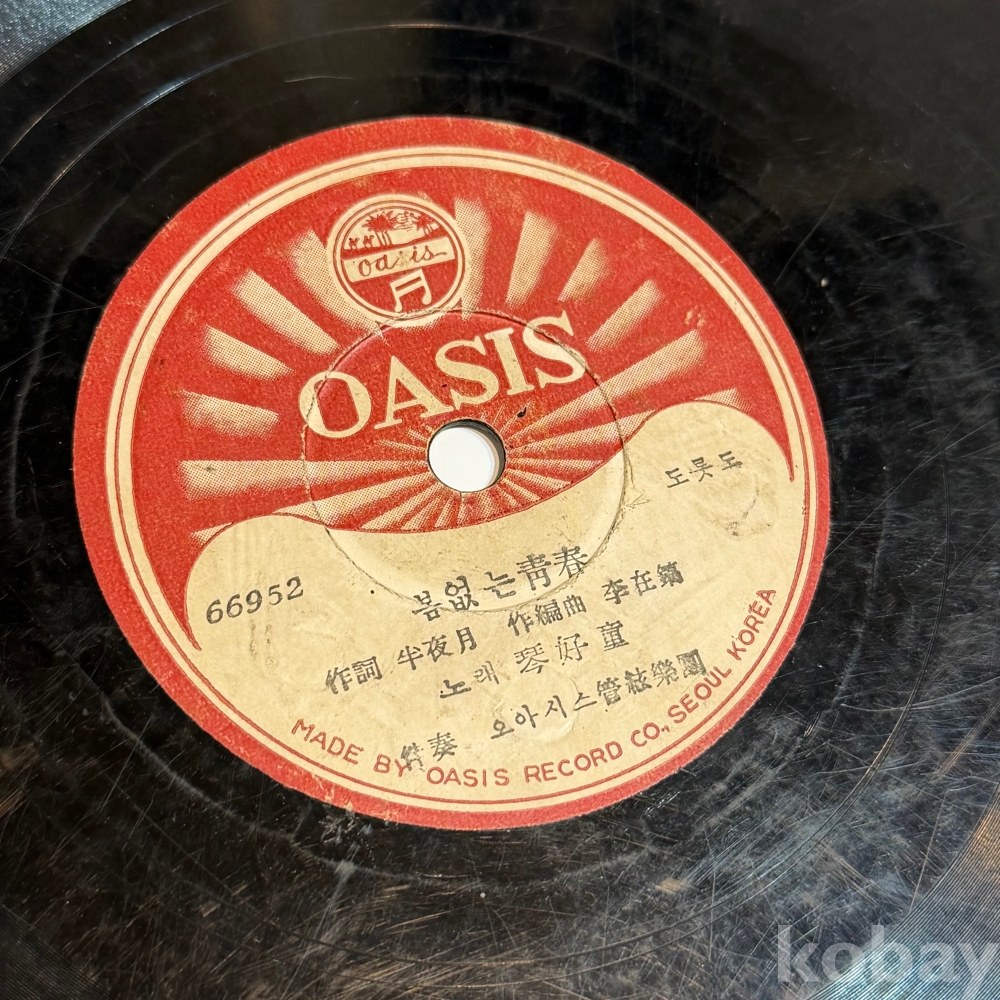 oasis
OASIS
도롯도
66952
봄없는靑春
作詞 半夜月 作編曲 李在鎬
노래 琴好童
伴奏 오아시스管絃樂團
MADE BY OASIS RECORD CO., SEOUL KOREA
kobay